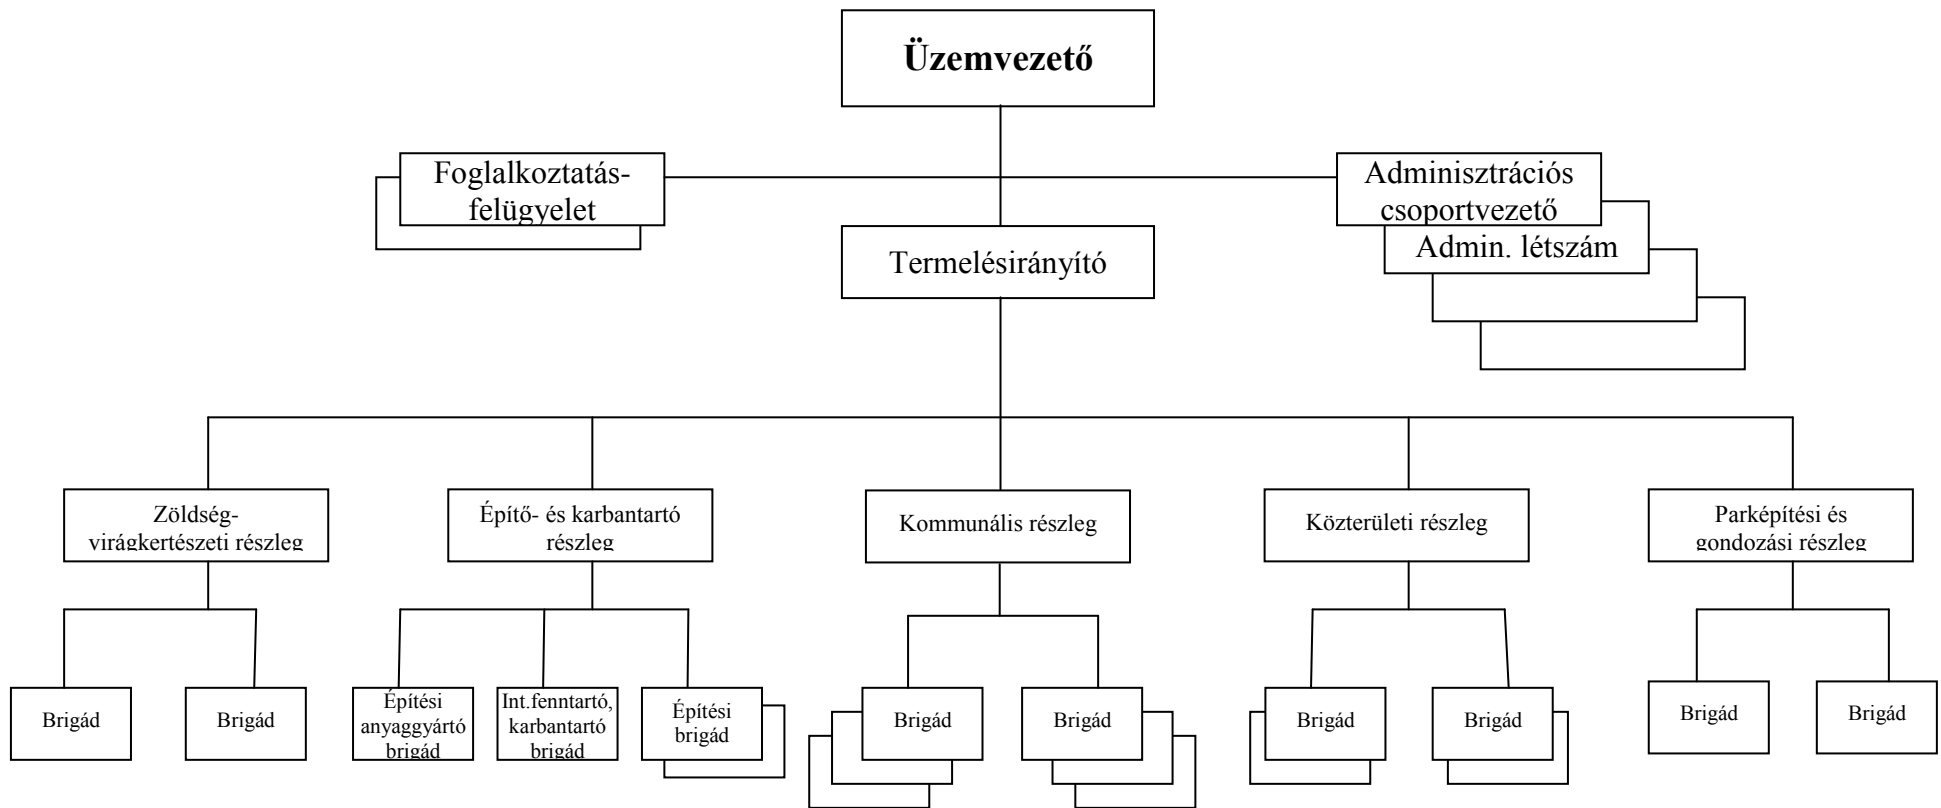 Üzemvezető
Foglalkoztatás-
felügyelet
Adminisztrációs
csoportvezető
Admin. létszám
Termelésirányító
Zöldség-
virágkertészeti részleg
Építő- és karbantartó
részleg
Kommunális részleg
Közterületi részleg
Parképítési és
gondozási részleg
Brigád
Brigád
Építési
anyaggyártó
brigád
Int.fenntartó,
karbantartó
brigád
Építési
brigád
Brigád
Brigád
Brigád
Brigád
Brigád
Brigád